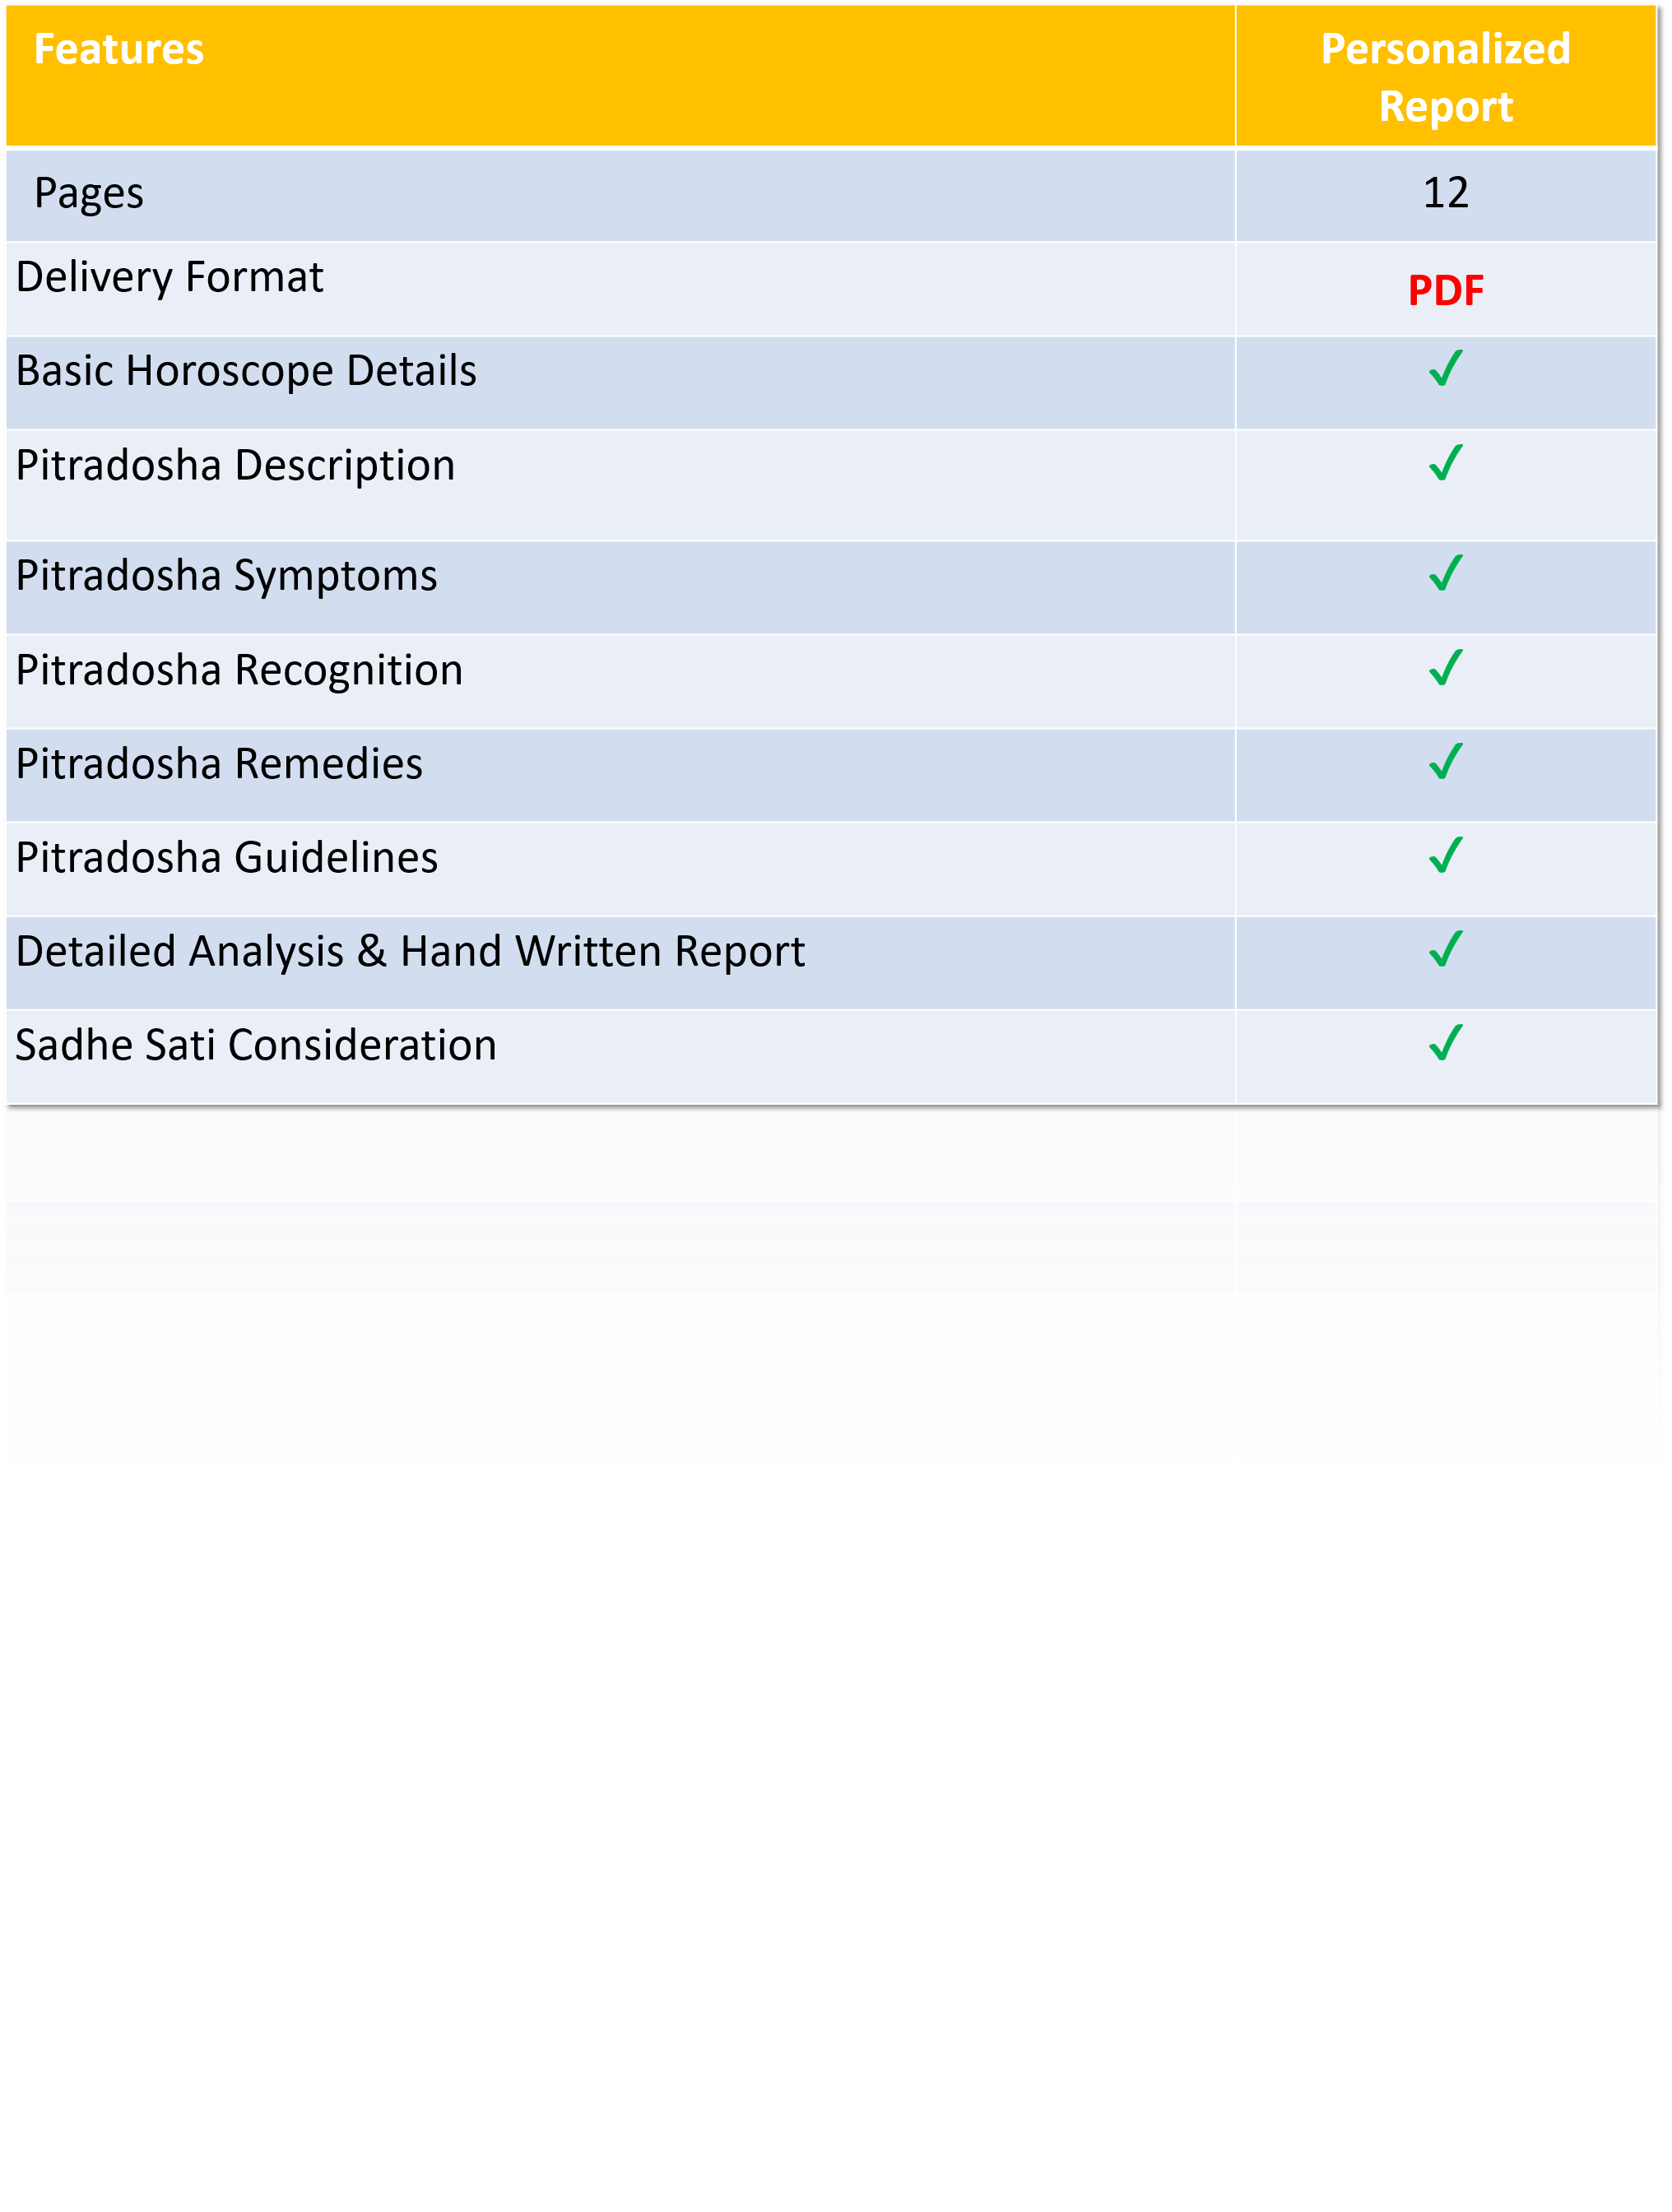 Features
Personalized
Report
Pages 12
Delivery Format PDF
Basic Horoscope Details ✓
Pitradosha Description ✓
Pitradosha Symptoms ✓
Pitradosha Recognition ✓
Pitradosha Remedies ✓
Pitradosha Guidelines ✓
Detailed Analysis & Hand Written Report ✓
Sadhe Sati Consideration ✓